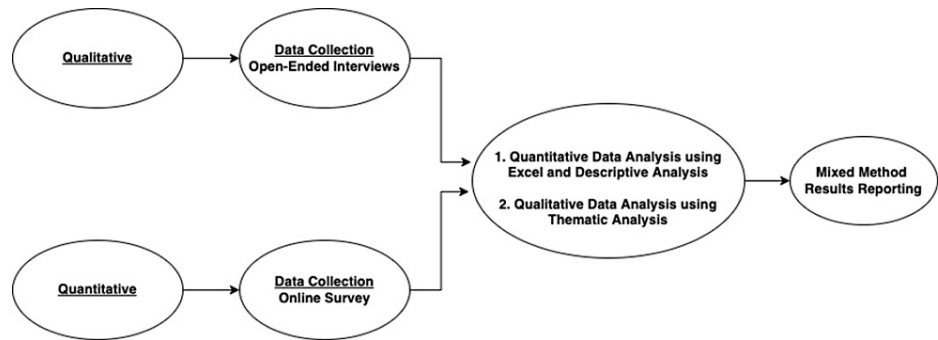 Qualitative
Data Collection
Open-Ended Interviews
1. Quantitative Data Analysis using
Excel and Descriptive Analysis
2. Qualitative Data Analysis using
Thematic Analysis
Mixed Method
Results Reporting
Quantitative
Data Collection
Online Survey